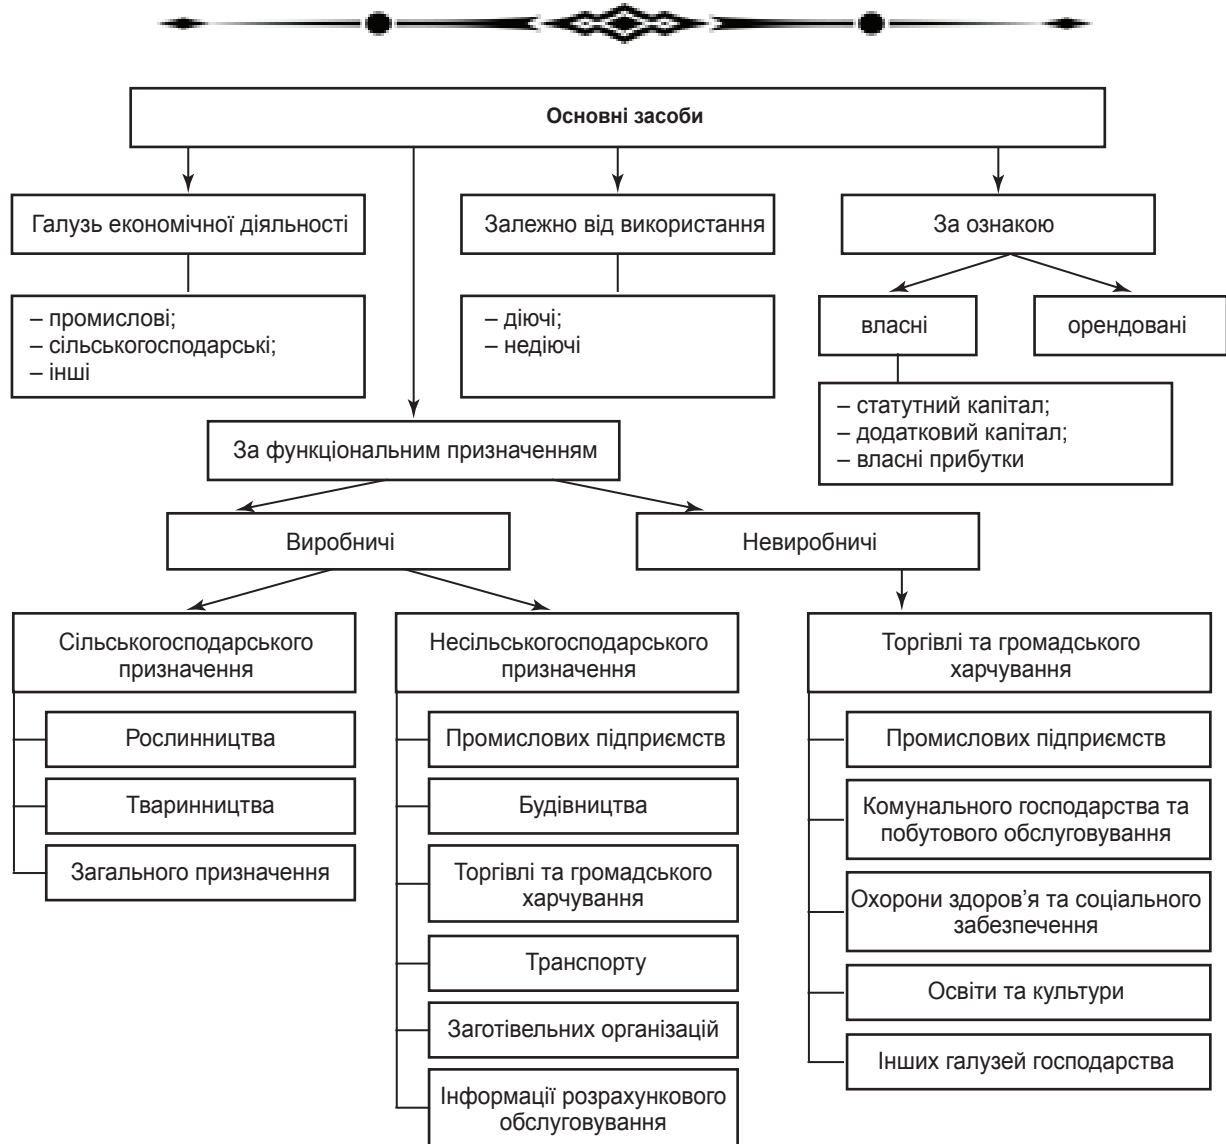 Основні засоби
Галузь економічної діяльності
Залежно від використання
За ознакою
– промислові;
– сільськогосподарські;
– інші
– діючі;
– недіючі
власні
орендовані
– статутний капітал;
– додатковий капітал;
– власні прибутки
За функціональним призначенням
Виробничі
Невиробничі
Сільськогосподарського
призначення
Рослинництва
Тваринництва
Загального призначення
Несільськогосподарського
призначення
Промислових підприємств
Будівництва
Торгівлі та громадського
харчування
Транспорту
Заготівельних організацій
Інформації розрахункового
обслуговування
Торгівлі та громадського
харчування
Промислових підприємств
Комунального господарства та
побутового обслуговування
Охорони здоров’я та соціального
забезпечення
Освіти та культури
Інших галузей господарства